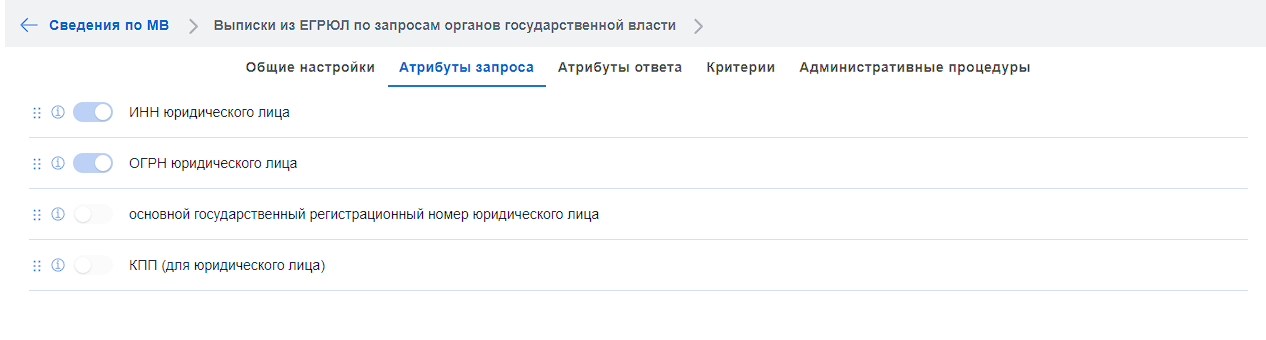 Сведения по МВ Выписки из ЕГРЮЛ по запросам органов государственной власти
Общие настройки Атрибуты запроса Атрибуты ответа Критерии Административные процедуры
ИНН юридического лица
ОГРН юридического лица
основной государственный регистрационный номер юридического лица
КПП (для юридического лица)